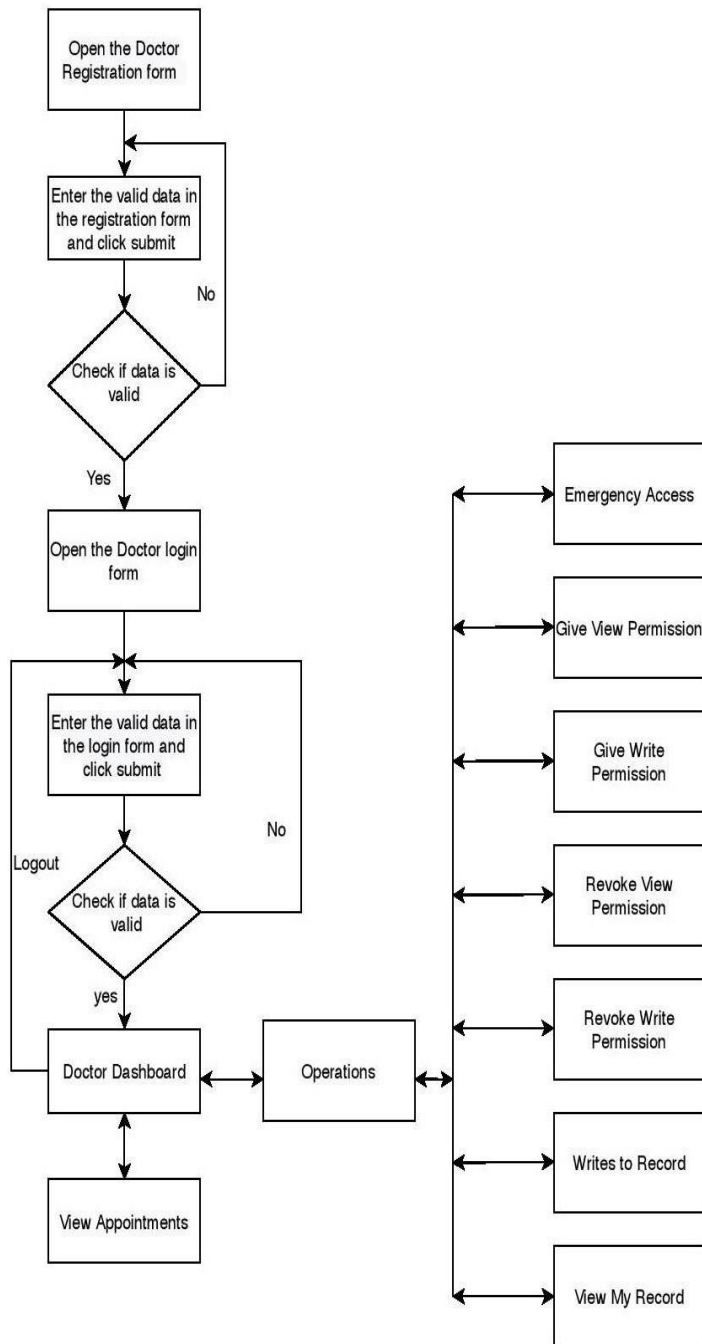 Open the Doctor
Registration form
Enter the valid data in
the registration form
and click submit
No
Check if data is
valid
Yes
Open the Doctor login
form
Enter the valid data in
the login form and
click submit
No
Logout
Check if data is
valid
yes
Doctor Dashboard
Operations
View Appointments
Emergency Access
Give View Permission
Give Write
Permission
Revoke View
Permission
Revoke Write
Permission
Writes to Record
View My Record